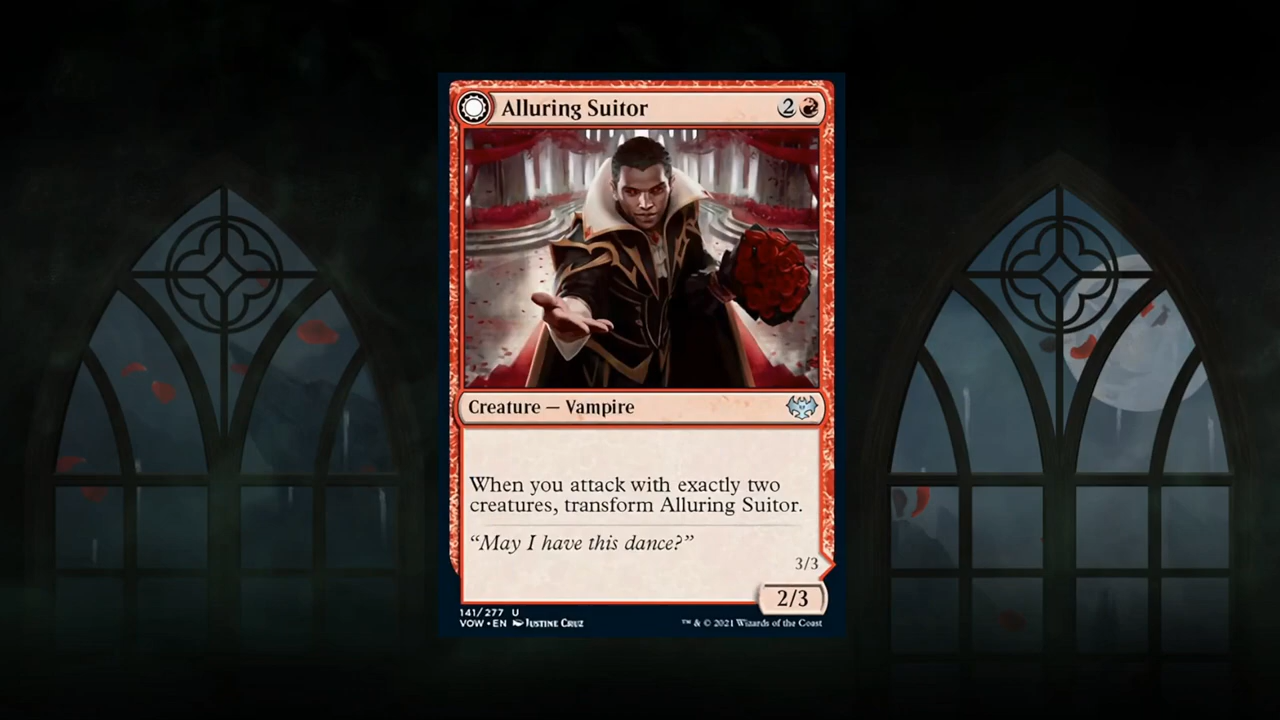 Alluring Suitor 2
Creature — Vampire
When you attack with exactly two
creatures, transform Alluring Suitor.
“May I have this dance?”
3/3
2/3
141/277 U
VOW • EN Justine Cruz
™ & © 2021 Wizards of the Coast